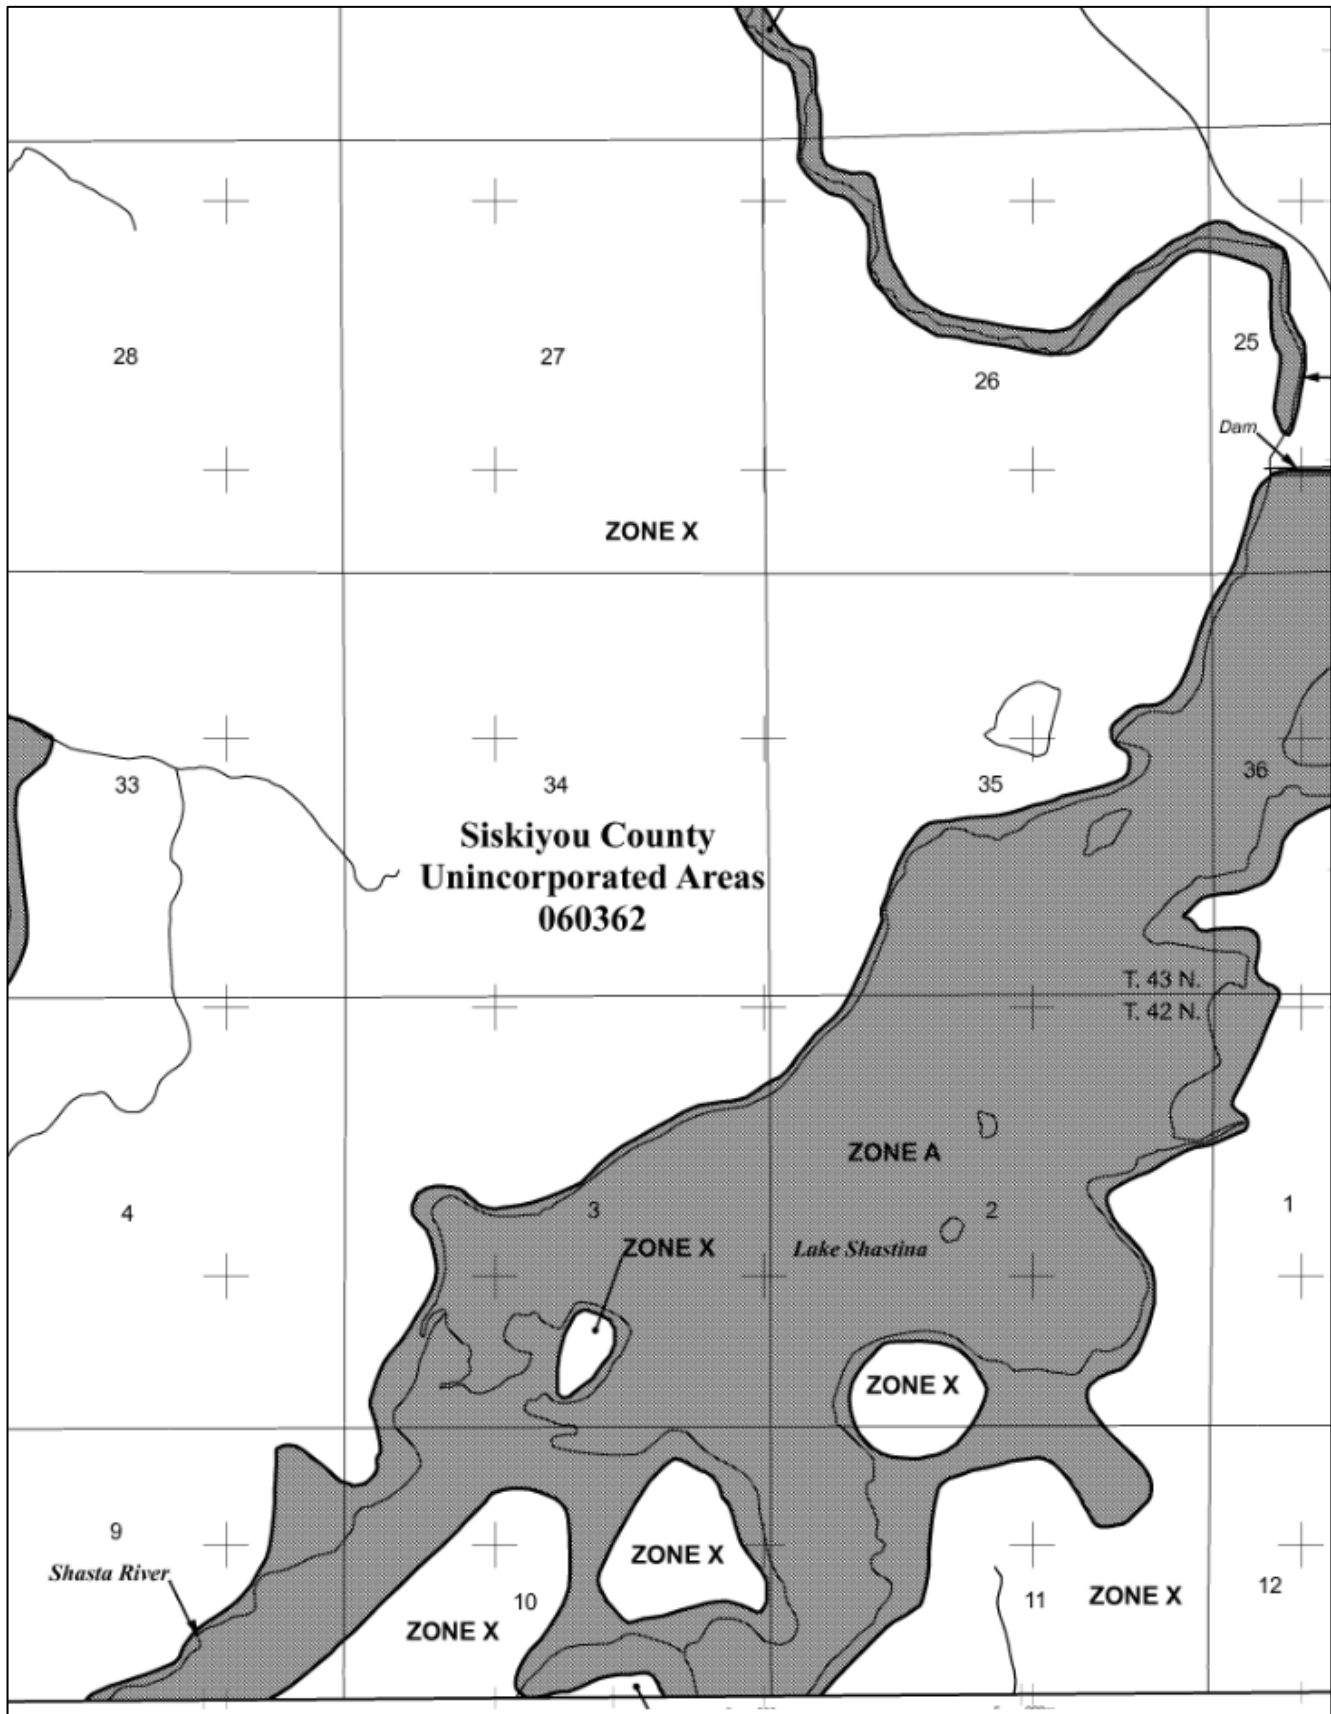 28
27
26
25
Dam
ZONE X
33
34
35
36
Siskiyou County
Unincorporated Areas
060362
T. 43 N.
T. 42 N.
ZONE A
4
3
2
1
ZONE X
Lake Shastina
ZONE X
9
Shasta River
ZONE X
10
11
12
ZONE X
ZONE X